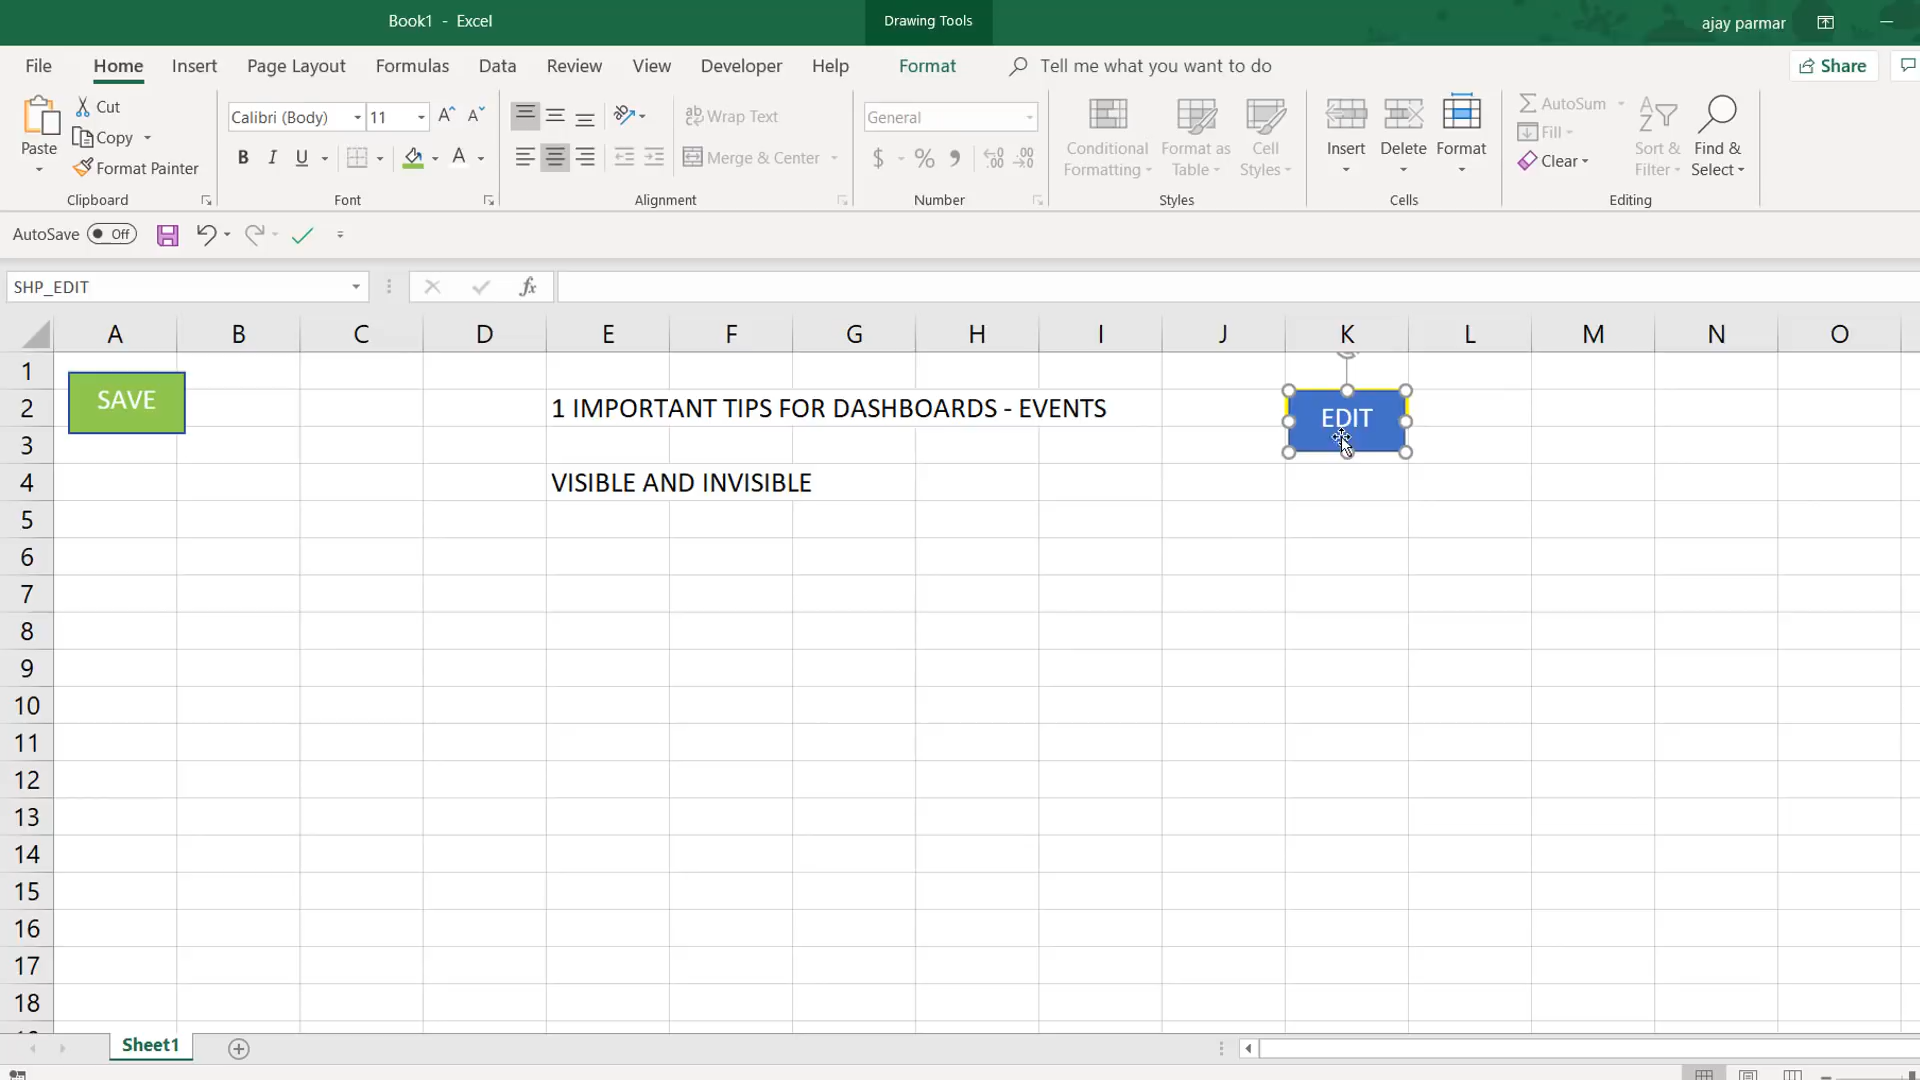 Book1 - Excel
Drawing Tools
ajay parmar
File Home Insert Page Layout Formulas Data Review View Developer Help Format Tell me what you want to do Share
Paste
Cut
Copy
Format Painter
Clipboard
Calibri (Body) 11
B I U A
Font
Wrap Text
Merge & Center
Alignment
General
$ % ,
Number
Conditional Formatting
Format as Table
Cell Styles
Styles
Insert Delete Format
Cells
AutoSum
Fill
Clear
Sort & Filter
Find & Select
Editing
AutoSave Off
SHP_EDIT
fx
A B C D E F G H I J K L M N O
1
SAVE
2 1 IMPORTANT TIPS FOR DASHBOARDS - EVENTS
EDIT
3
4 VISIBLE AND INVISIBLE
5
6
7
8
9
10
11
12
13
14
15
16
17
18
Sheet1